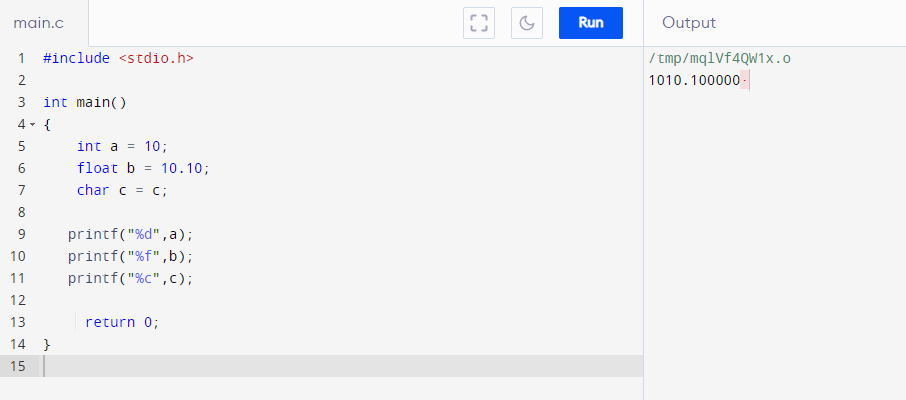 main.c
Run
Output
1 #include <stdio.h>
2
3 int main()
4 {
5     int a = 10;
6     float b = 10.10;
7     char c = c;
8
9    printf("%d",a);
10    printf("%f",b);
11    printf("%c",c);
12
13      return 0;
14 }
15
/tmp/mqlVf4QW1x.o
1010.100000·